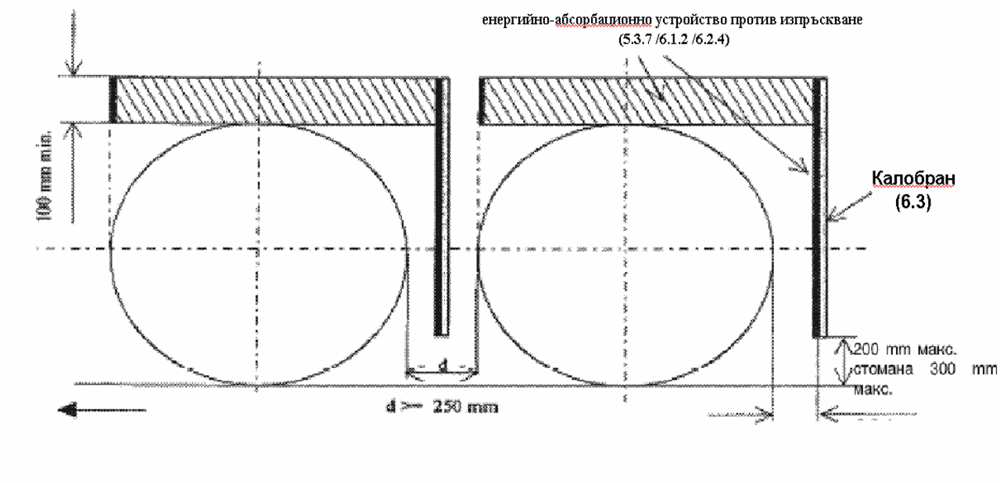 енергийно-абсорбационно устройство против изпръскване
(5.3.7 /6.1.2 /6.2.4)
100 mm min.
Калобран
(6.3)
200 mm макс.
стомана 300 mm
макс.
d
d >= 250 mm